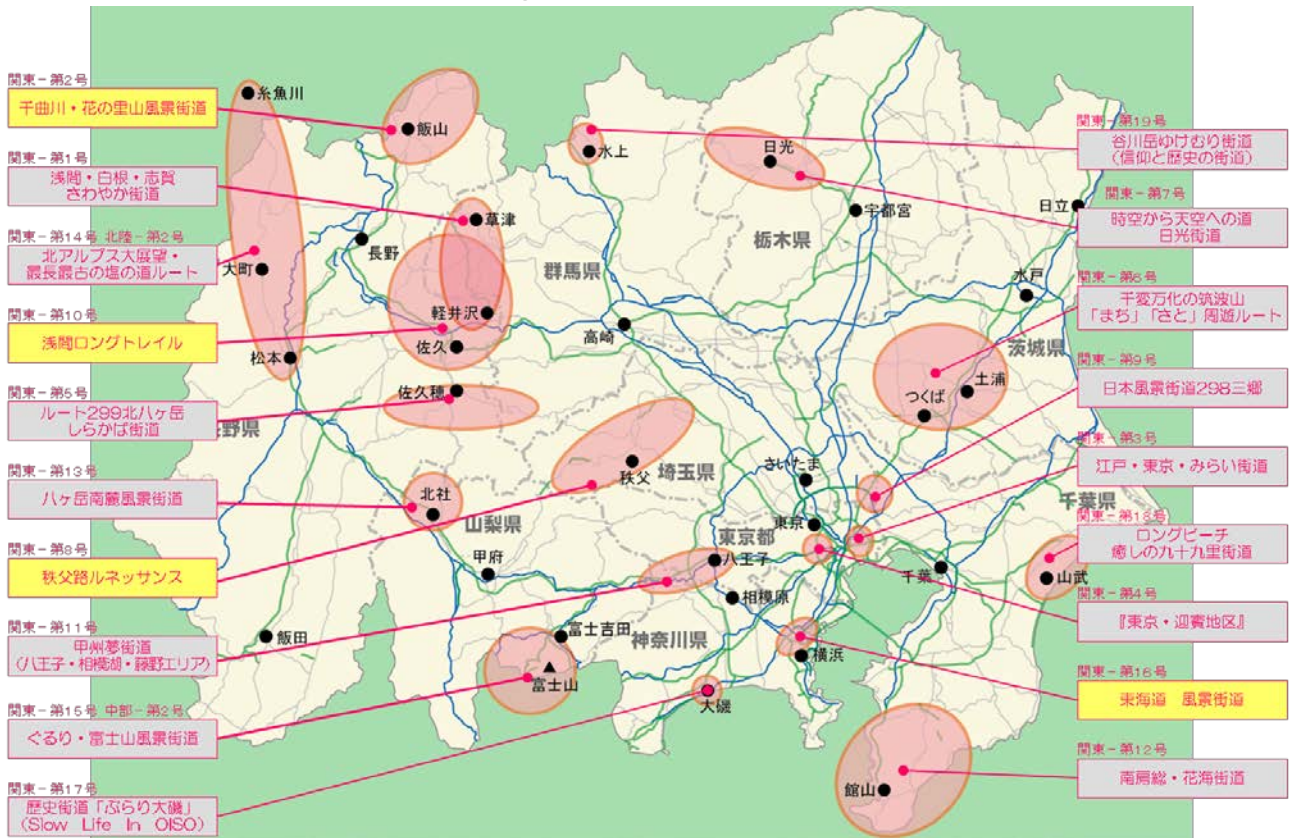 関東-第2号
千曲川・花の里山風景街道
関東-第1号
浅間・白根・志賀
さわやか街道
関東-第14号 北陸-第2号
北アルプス大展望・
最長最古の塩の道ルート
関東-第10号
浅間ロングトレイル
関東-第5号
ルート299北八ヶ岳
しらかば街道
関東-第13号
八ヶ岳南麓風景街道
関東-第8号
秩父路ルネッサンス
関東-第11号
甲州夢街道
(八王子・相模湖・藤野エリア)
関東-第15号 中部-第2号
ぐるり・富士山風景街道
関東-第17号
歴史街道「ぶらり大磯」
(Slow Life In OISO)
糸魚川
飯山
水上
日光
草津
長野
大町
宇都宮
日立
栃木県
群馬県
水戸
軽井沢
高崎
佐久
松本
茨城県
佐久穂
土浦
つくば
長野県
秩父
さいたま
埼玉県
北杜
山梨県
東京
東京都
千葉県
甲府
八王子
千葉
山武
相模原
飯田
富士吉田
神奈川県
横浜
富士山
大磯
館山
関東-第19号
谷川岳ゆけむり街道
(信仰と歴史の街道)
関東-第7号
時空から天空への道
日光街道
関東-第6号
千変万化の筑波山
「まち」「さと」周遊ルート
関東-第9号
日本風景街道298三郷
関東-第3号
江戸・東京・みらい街道
関東-第18号
ロングビーチ
癒しの九十九里街道
関東-第4号
『東京・迎賓地区』
関東-第16号
東海道 風景街道
関東-第12号
南房総・花海街道